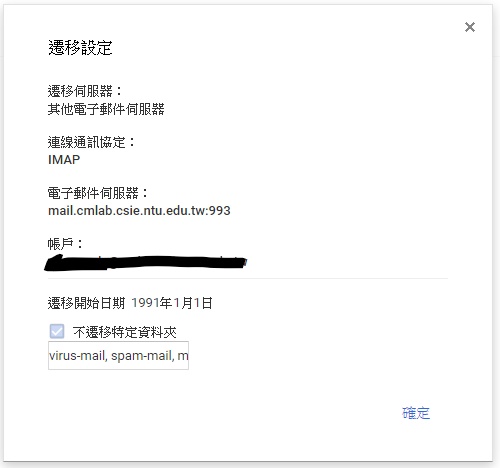 遷移設定
遷移伺服器：
其他電子郵件伺服器
連線通訊協定：
IMAP
電子郵件伺服器：
mail.cmlab.csie.ntu.edu.tw:993
帳戶：
遷移開始日期 1991年1月1日
不遷移特定資料夾
virus-mail, spam-mail, m
確定